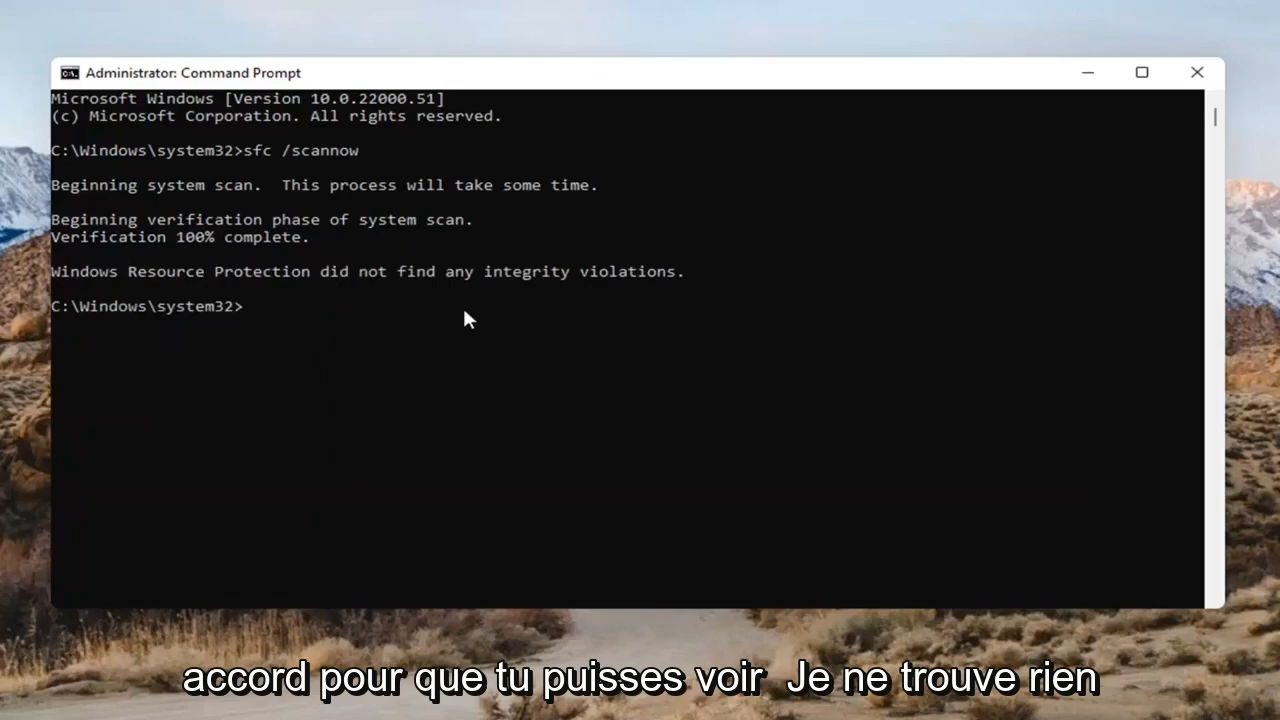 Administrator: Command Prompt
Microsoft Windows [Version 10.0.22000.51]
(c) Microsoft Corporation. All rights reserved.
C:\Windows\system32>sfc /scannow
Beginning system scan.  This process will take some time.
Beginning verification phase of system scan.
Verification 100% complete.
Windows Resource Protection did not find any integrity violations.
C:\Windows\system32>
accord pour que tu puisses voir  Je ne trouve rien